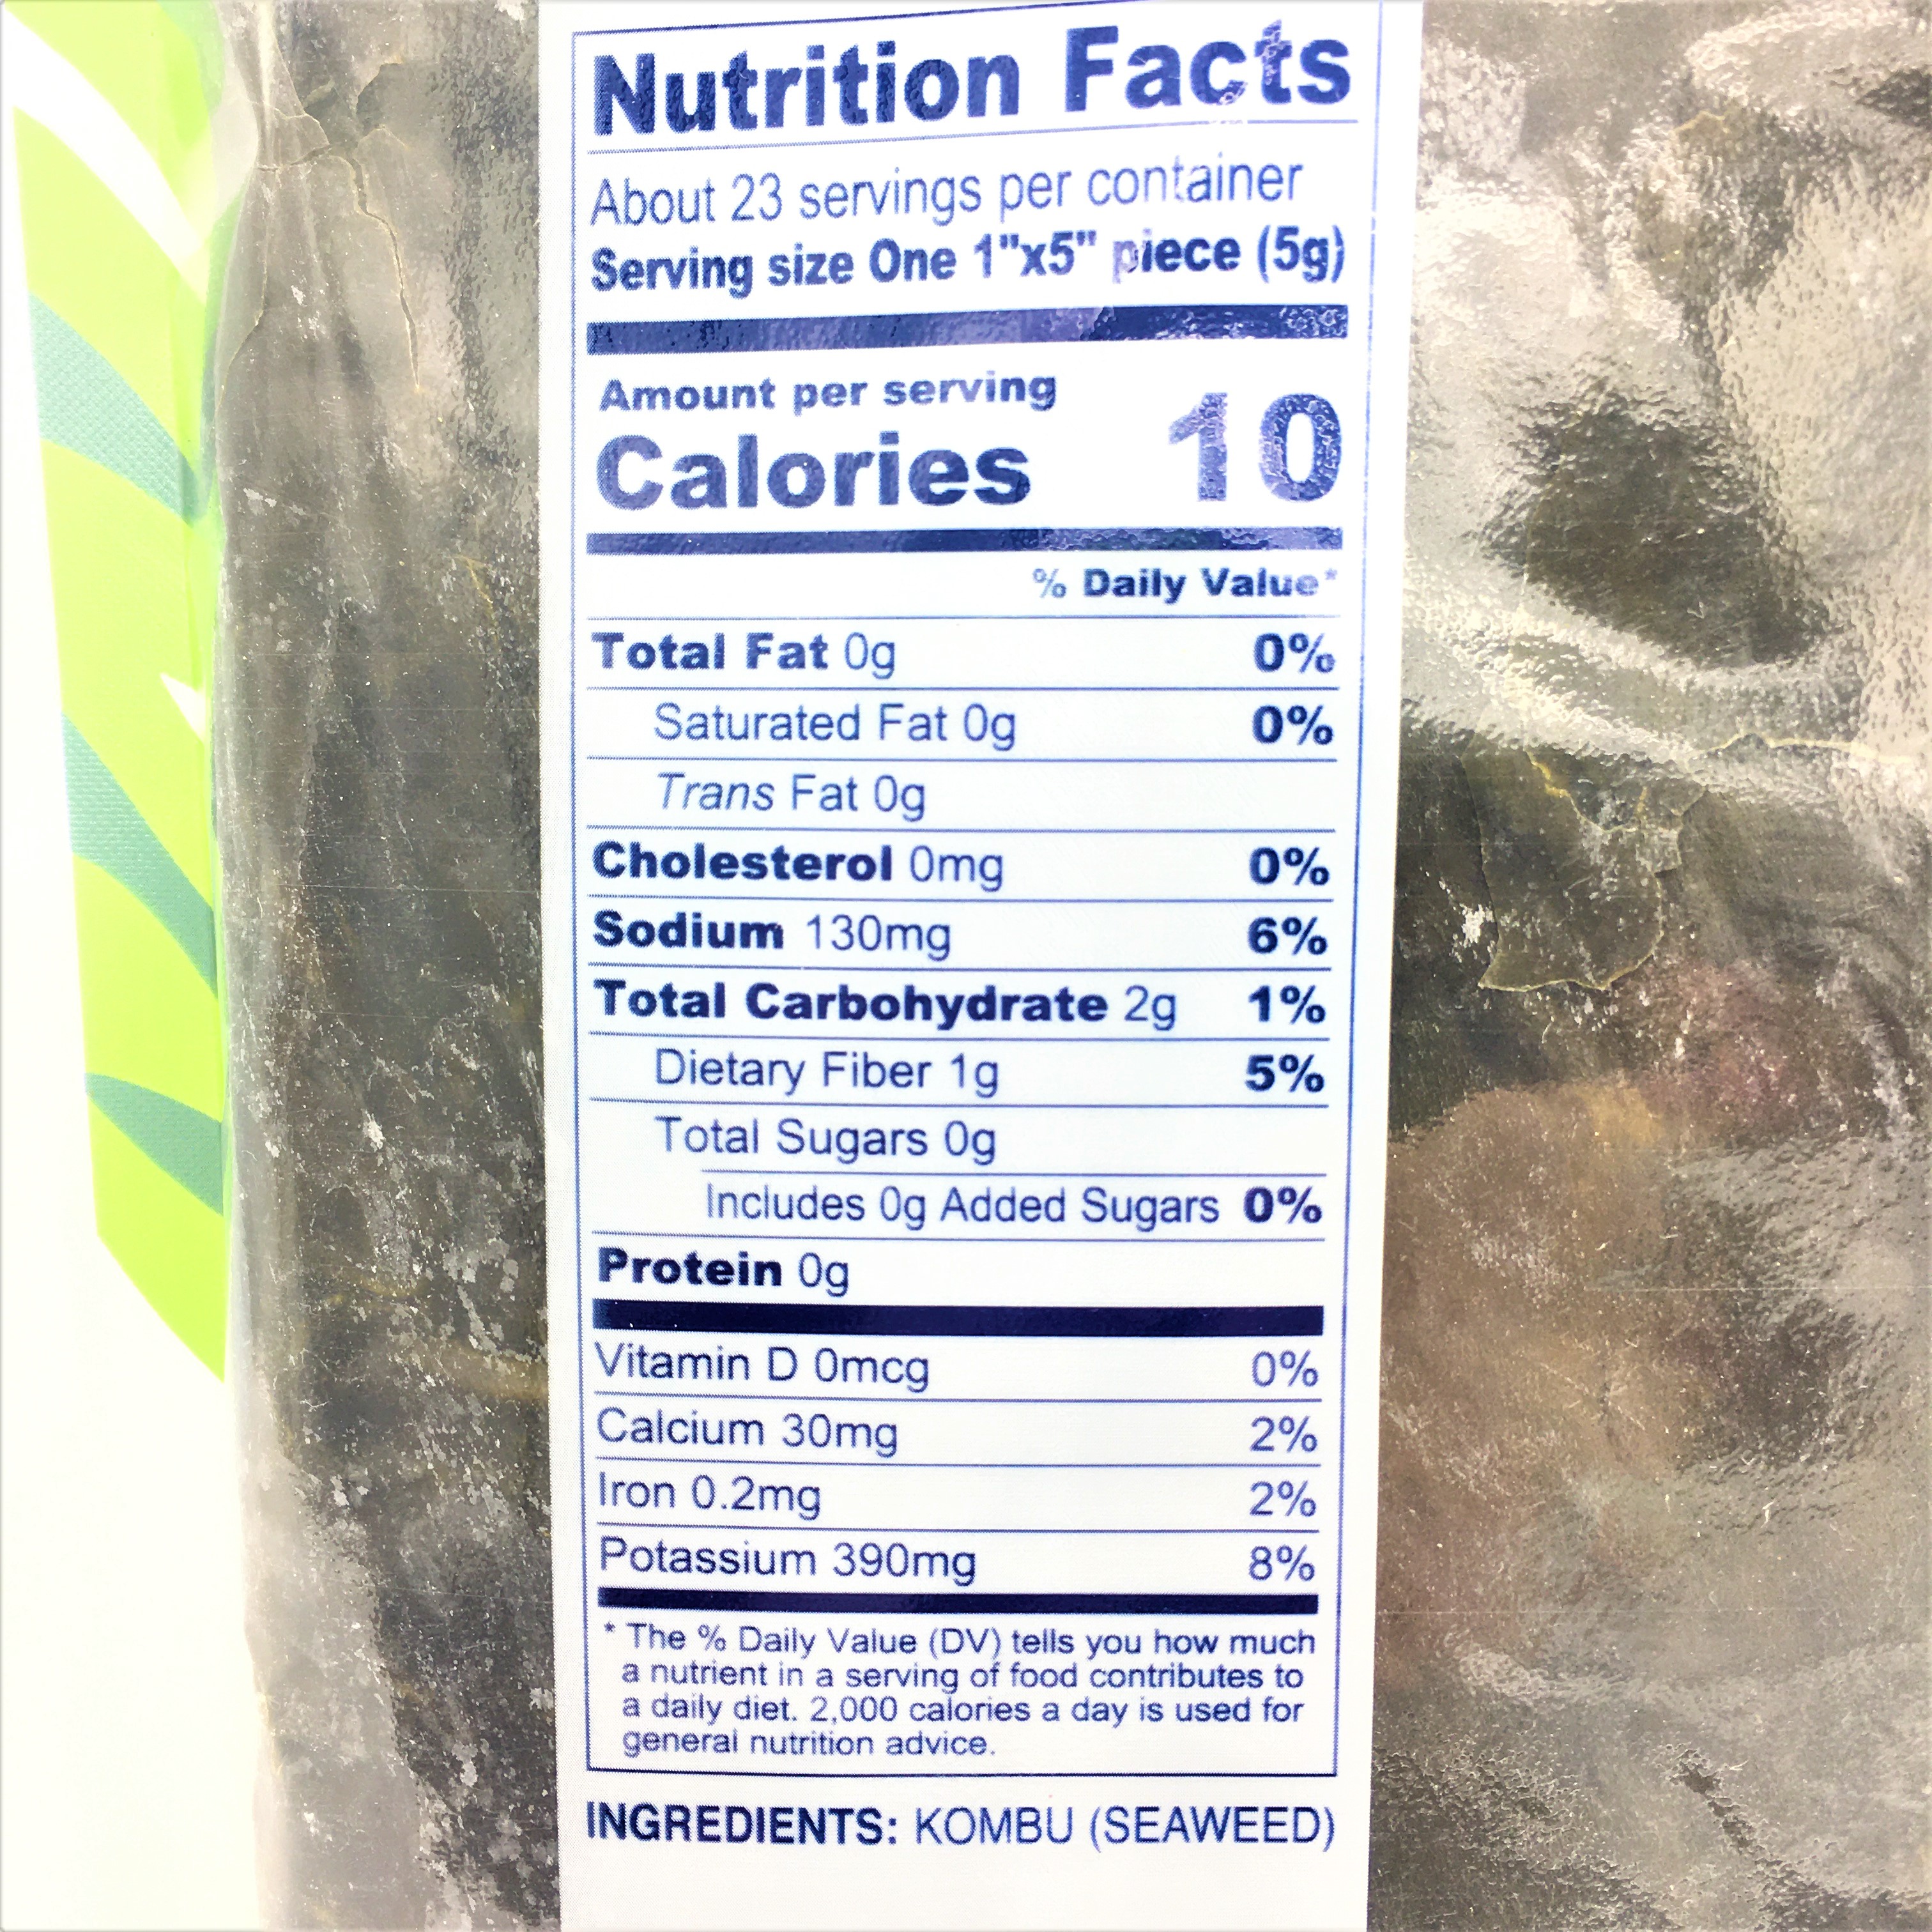 Nutrition Facts
About 23 servings per container
Serving size One 1"x5" piece (5g)
Amount per serving
Calories 10
% Daily Value*
Total Fat 0g 0%
Saturated Fat 0g 0%
Trans Fat 0g
Cholesterol 0mg 0%
Sodium 130mg 6%
Total Carbohydrate 2g 1%
Dietary Fiber 1g 5%
Total Sugars 0g
Includes 0g Added Sugars 0%
Protein 0g
Vitamin D 0mcg 0%
Calcium 30mg 2%
Iron 0.2mg 2%
Potassium 390mg 8%
* The % Daily Value (DV) tells you how much
a nutrient in a serving of food contributes to
a daily diet. 2,000 calories a day is used for
general nutrition advice.
INGREDIENTS: KOMBU (SEAWEED)